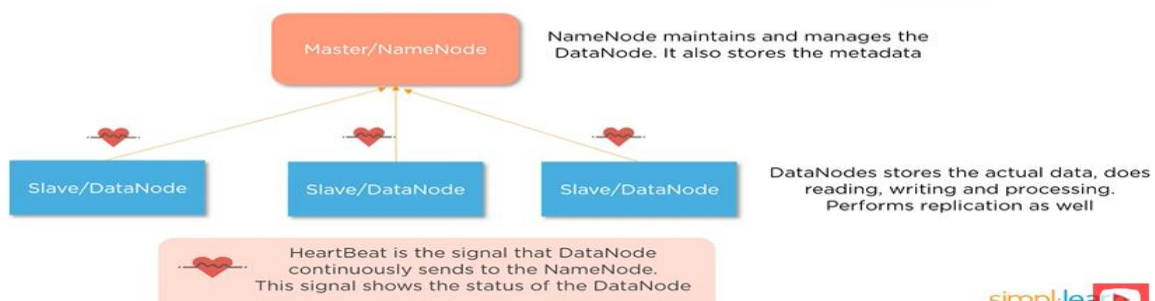 Master/NameNode
NameNode maintains and manages the
DataNode. It also stores the metadata
Slave/DataNode
Slave/DataNode
Slave/DataNode
DataNodes stores the actual data, does
reading, writing and processing.
Performs replication as well
HeartBeat is the signal that DataNode
continuously sends to the NameNode.
This signal shows the status of the DataNode